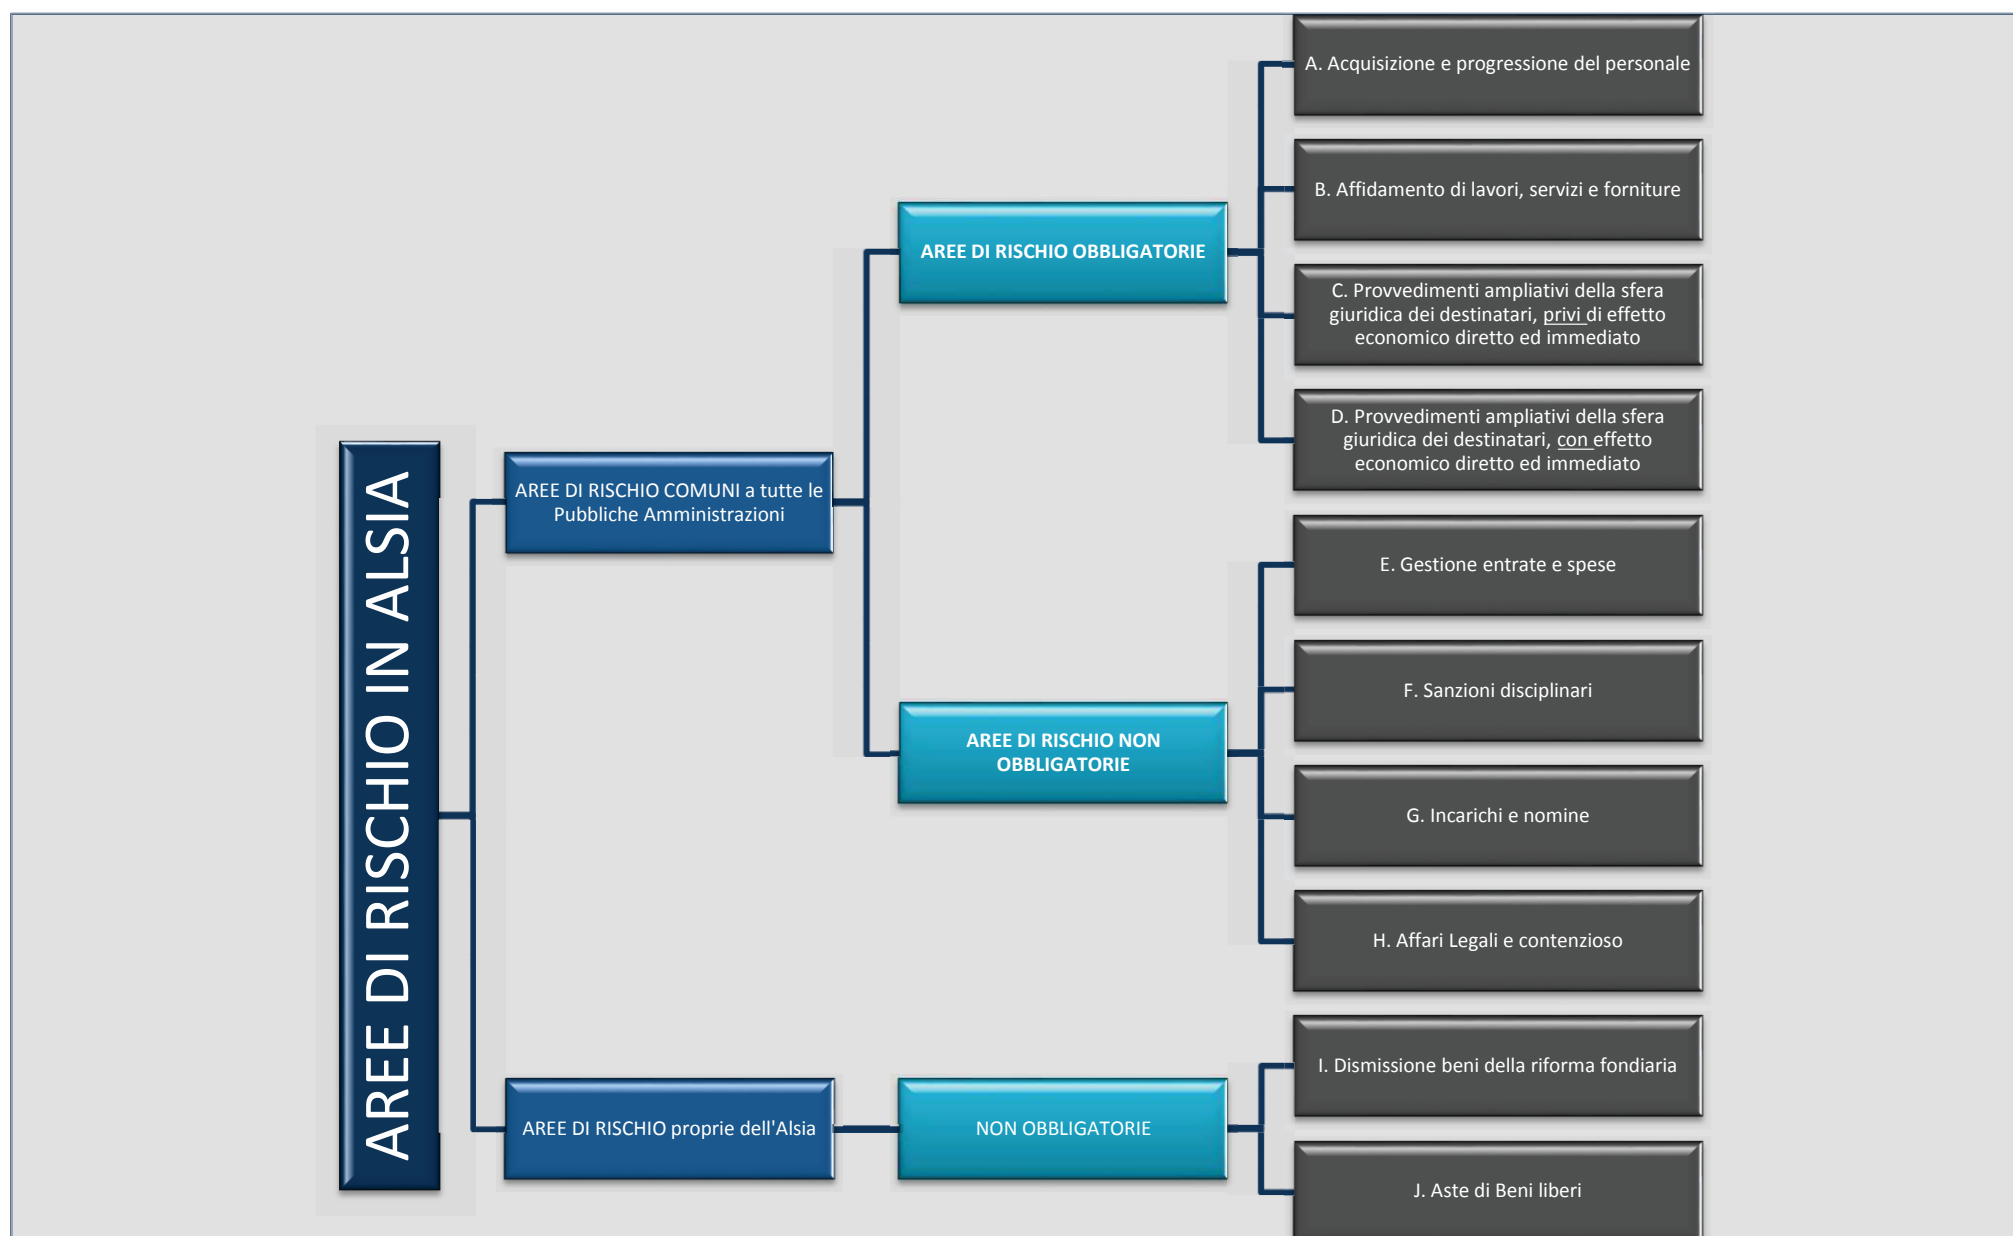 AREE DI RISCHIO IN ALSIA
AREE DI RISCHIO COMUNI a tutte le
Pubbliche Amministrazioni
AREE DI RISCHIO OBBLIGATORIE
A. Acquisizione e progressione del personale
B. Affidamento di lavori, servizi e forniture
C. Provvedimenti ampliativi della sfera
giuridica dei destinatari, privi di effetto
economico diretto ed immediato
D. Provvedimenti ampliativi della sfera
giuridica dei destinatari, con effetto
economico diretto ed immediato
AREE DI RISCHIO NON
OBBLIGATORIE
E. Gestione entrate e spese
F. Sanzioni disciplinari
G. Incarichi e nomine
H. Affari Legali e contenzioso
AREE DI RISCHIO proprie dell'Alsia
NON OBBLIGATORIE
I. Dismissione beni della riforma fondiaria
J. Aste di Beni liberi